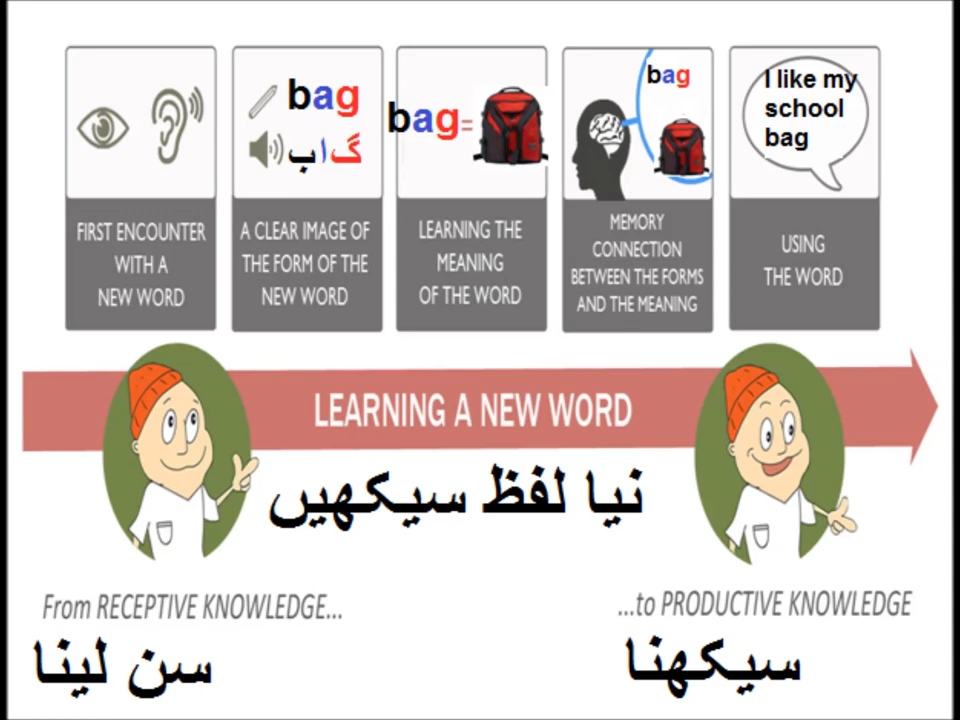 bag
گاب
bag=
bag
I like my
school
bag
FIRST ENCOUNTER
WITH A
NEW WORD
A CLEAR IMAGE OF
THE FORM OF THE
NEW WORD
LEARNING THE
MEANING
OF THE WORD
MEMORY
CONNECTION
BETWEEN THE FORMS
AND THE MEANING
USING
THE WORD
LEARNING A NEW WORD
نیا لفظ سیکھیں
From RECEPTIVE KNOWLEDGE...
...to PRODUCTIVE KNOWLEDGE
سن لینا
سیکھنا